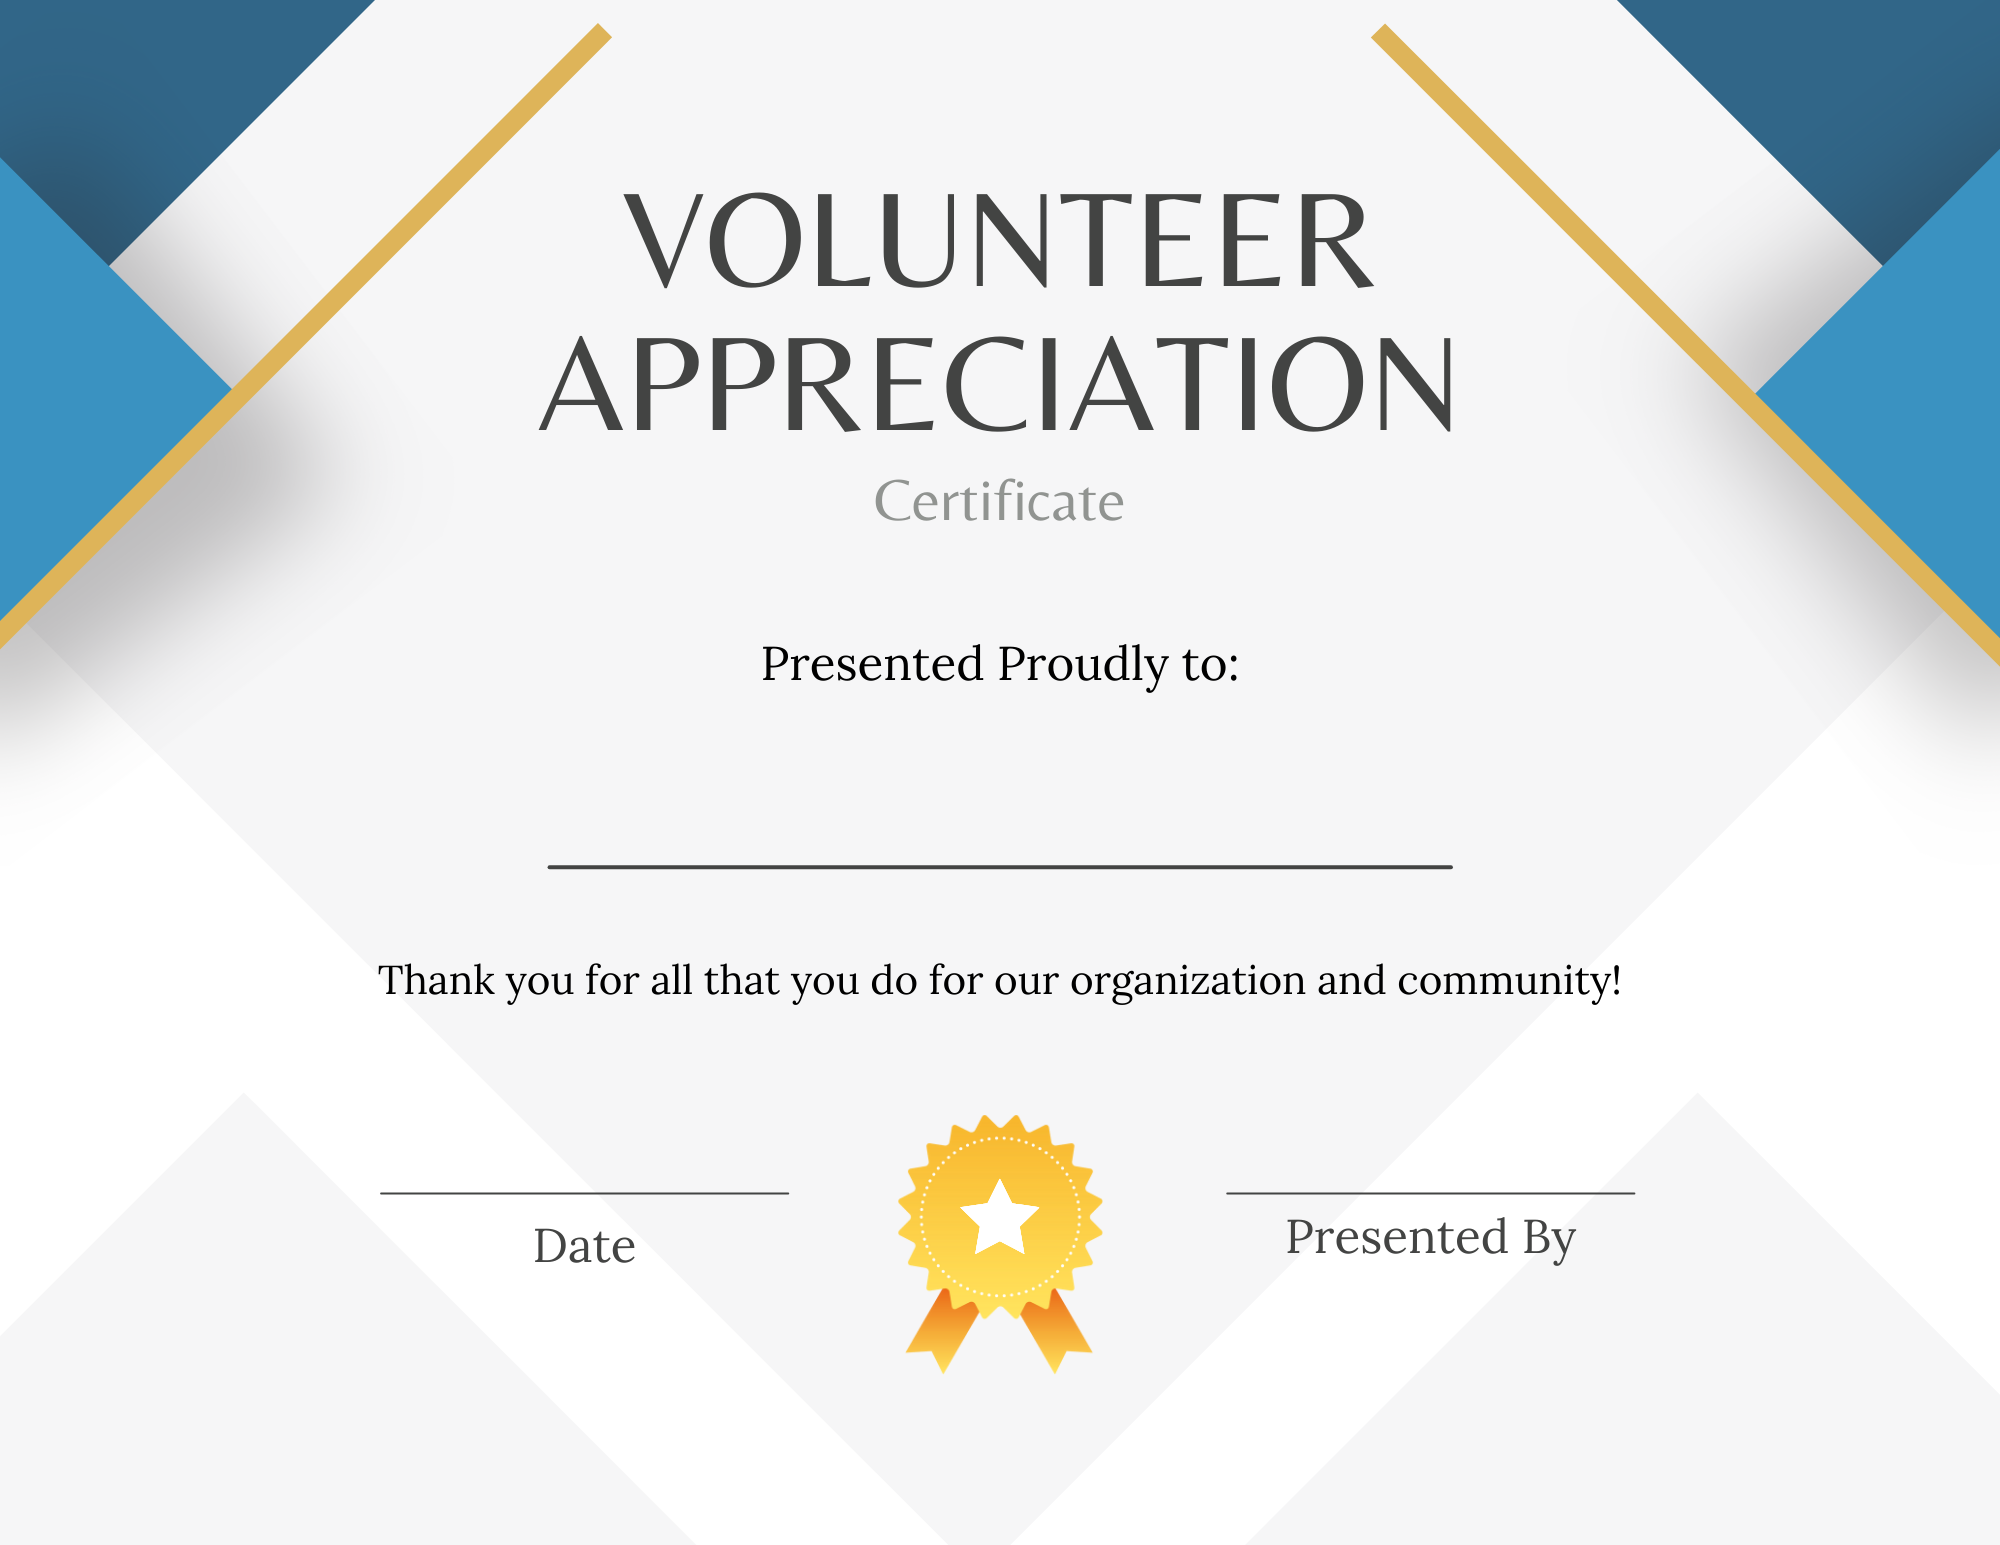 VOLUNTEER
APPRECIATION
Certificate
Presented Proudly to:
Thank you for all that you do for our organization and community!
Date
Presented By